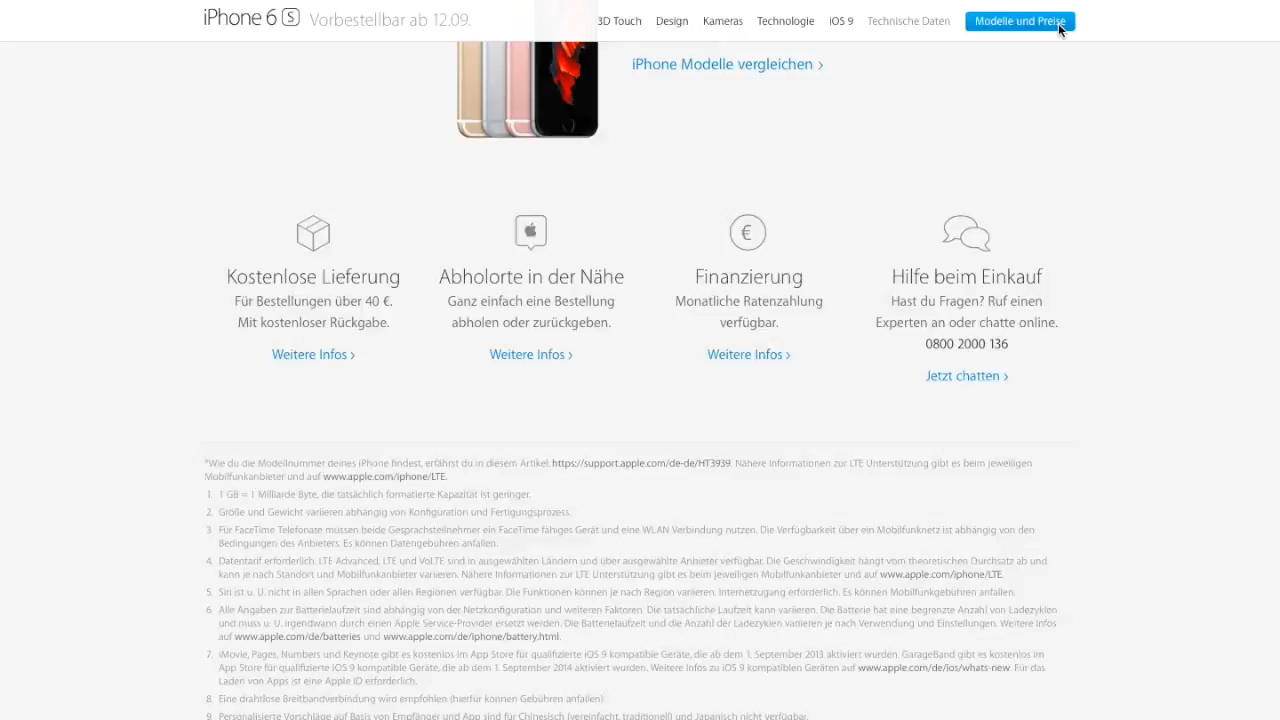 iPhone 6 S Vorbestellbar ab 12.09.
3D Touch Design Kameras Technologie iOS 9 Technische Daten Modelle und Preise
iPhone Modelle vergleichen ›
€
Kostenlose Lieferung
Für Bestellungen über 40 €.
Mit kostenloser Rückgabe.
Weitere Infos ›
Abholorte in der Nähe
Ganz einfach eine Bestellung
abholen oder zurückgeben.
Weitere Infos ›
Finanzierung
Monatliche Ratenzahlung
verfügbar.
Weitere Infos ›
Hilfe beim Einkauf
Hast du Fragen? Ruf einen
Experten an oder chatte online.
0800 2000 136
Jetzt chatten ›
*Wie du die Modellnummer deines iPhone findest, erfährst du in diesem Artikel: https://support.apple.com/de-de/HT3939. Nähere Informationen zur LTE Unterstützung gibt es beim jeweiligen
Mobilfunkanbieter und auf www.apple.com/iphone/LTE.
1. 1 GB = 1 Milliarde Byte, die tatsächlich formatierte Kapazität ist geringer.
2. Größe und Gewicht variieren abhängig von Konfiguration und Fertigungsprozess.
3. Für FaceTime Telefonate müssen beide Gesprächsteilnehmer ein FaceTime fähiges Gerät und eine WLAN Verbindung nutzen. Die Verfügbarkeit über ein Mobilfunknetz ist abhängig von den
Bedingungen des Anbieters. Es können Datengebühren anfallen.
4. Datentarif erforderlich. LTE Advanced, LTE und VoLTE sind in ausgewählten Ländern und über ausgewählte Anbieter verfügbar. Die Geschwindigkeit hängt vom theoretischen Durchsatz ab und
kann je nach Standort und Mobilfunkanbieter variieren. Nähere Informationen zur LTE Unterstützung gibt es beim jeweiligen Mobilfunkanbieter und auf www.apple.com/iphone/LTE.
5. Siri ist u. U. nicht in allen Sprachen oder allen Regionen verfügbar. Die Funktionen können je nach Region variieren. Internetzugang erforderlich. Es können Mobilfunkgebühren anfallen.
6. Alle Angaben zur Batterielaufzeit sind abhängig von der Netzkonfiguration und weiteren Faktoren. Die tatsächliche Laufzeit kann variieren. Die Batterie hat eine begrenzte Anzahl von Ladezyklen
und muss u. U. irgendwann durch einen Apple Service-Provider ersetzt werden. Die Batterielaufzeit und die Anzahl der Ladezyklen variieren je nach Verwendung und Einstellungen. Weitere Infos
auf www.apple.com/de/batteries und www.apple.com/de/iphone/battery.html.
7. iMovie, Pages, Numbers und Keynote gibt es kostenlos im App Store für qualifizierte iOS 9 kompatible Geräte, die ab dem 1. September 2013 aktiviert wurden. GarageBand gibt es kostenlos im
App Store für qualifizierte iOS 9 kompatible Geräte, die ab dem 1. September 2014 aktiviert wurden. Weitere Infos zu iOS 9 kompatiblen Geräten auf www.apple.com/de/ios/whats-new. Für das
Laden von Apps ist eine Apple ID erforderlich.
8. Eine drahtlose Breitbandverbindung wird empfohlen (hierfür können Gebühren anfallen)
9. Personalisierte Vorschläge auf Basis von Empfänger und App sind für Chinesisch (vereinfacht, traditionell) und Japanisch nicht verfügbar.